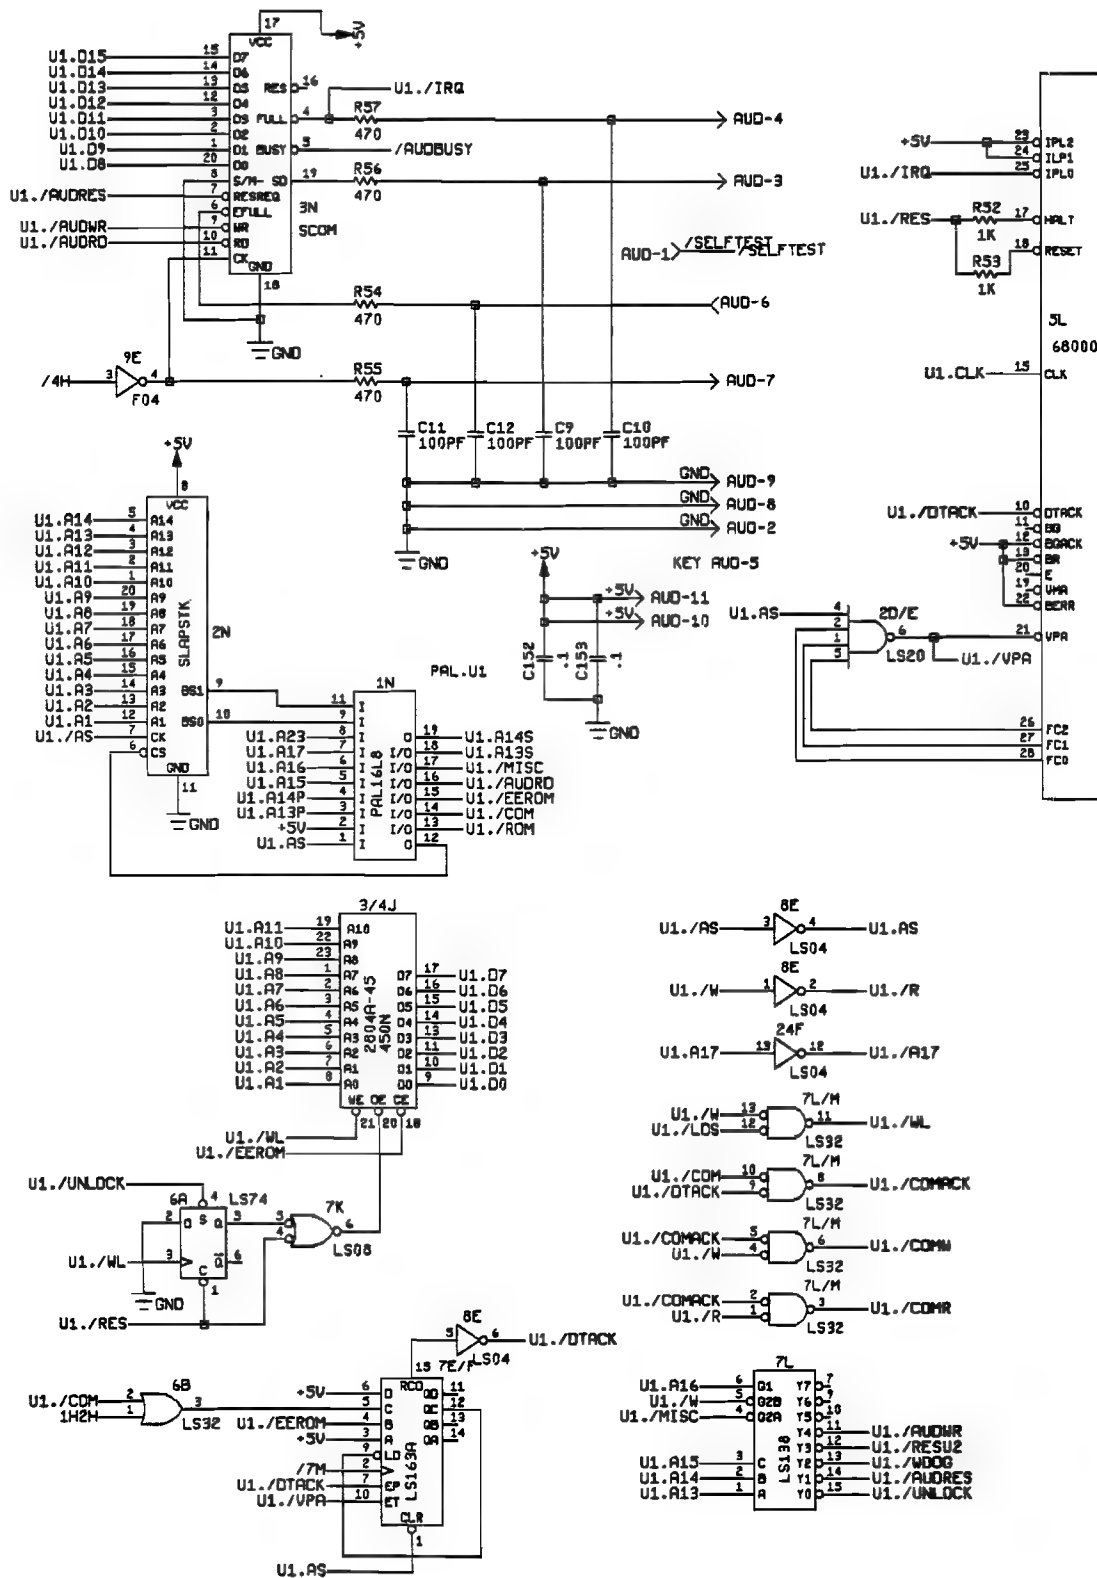 17
VCC
+5V
U1.D15 15 D7
U1.D14 14 D6
U1.D13 13 D5
U1.D12 12 D4
U1.D11 3 D3
U1.D10 2 D2
U1.D9 1 D1
U1.D8 20 D0
RES 16
FULL 4
BUSY 5
8 S/M- SD 19
U1./AUDRES 7 RESREQ
6 EFULL
U1./AUDWR 9 WR
U1./AUDRD 10 RD
11 CK
GND
18
3N
SCOM
U1./IRQ
R57
470
AUD-4
/AUDBUSY
R56
470
AUD-3
AUD-1 /SELFTEST
/SELFTEST
R54
470
AUD-6
GND
9E
/4H 3 4
F04
R55
470
AUD-7
C11
100PF
C12
100PF
C9
100PF
C10
100PF
GND AUD-9
GND AUD-8
GND AUD-2
GND
KEY AUD-5
+5V
+5V AUD-11
+5V AUD-10
C152 .1
C153 .1
GND
+5V 23 IPL2
24 ILP1
U1./IRQ 25 IPL0
U1./RES R52 17 HALT
1K
18 RESET
R53
1K
5L
68000
U1.CLK 15 CLK
U1./DTACK 10 DTACK
11 BG
+5V 12 BGACK
13 BR
20 E
19 VMA
22 BERR
U1.AS 4
2
1
5
2D/E
6
LS20
21 VPA
U1./VPA
26 FC2
27 FC1
28 FC0
+5V
8
VCC
U1.A14 5 A14
U1.A13 4 A13
U1.A12 3 A12
U1.A11 2 A11
U1.A10 1 A10
U1.A9 20 A9
U1.A8 19 A8
U1.A7 18 A7
U1.A6 17 A6
U1.A5 16 A5
U1.A4 15 A4
U1.A3 14 A3
U1.A2 13 A2
U1.A1 12 A1
U1./AS 7 CK
6 CS
SLAPSTK
2N
BS1 9
BS0 10
GND
11
GND
PAL.U1
1N
PAL16L8
11 I
9 I
U1.A23 8 I
U1.A17 7 I
U1.A16 6 I
U1.A15 5 I
U1.A14P 4 I
U1.A13P 3 I
+5V 2 I
U1.AS 1 I
O 19 U1.A14S
I/O 18 U1.A13S
I/O 17 U1./MISC
I/O 16 U1./AUDRD
I/O 15 U1./EEROM
I/O 14 U1./COM
I/O 13 U1./ROM
O 12
3/4J
2804A-45
450N
U1.A11 19 A10
U1.A10 22 A9
U1.A9 23 A8
U1.A8 1 A7
U1.A7 2 A6
U1.A6 3 A5
U1.A5 4 A4
U1.A4 5 A3
U1.A3 6 A2
U1.A2 7 A1
U1.A1 8 A0
D7 17 U1.D7
D6 16 U1.D6
D5 15 U1.D5
D4 14 U1.D4
D3 13 U1.D3
D2 11 U1.D2
D1 10 U1.D1
D0 9 U1.D0
WE OE CE
21 20 18
U1./WL
U1./EEROM
U1./UNLOCK
6A 4 LS74
2 D S Q 5
U1./WL 3
Q 6
C
1
GND
U1./RES
7K
5
4
6
LS08
6B
U1./COM 2
1H2H 1
3
LS32
8E
5 6
LS04
U1./DTACK
15 7E/F
RCO
+5V 6 D
5 C
U1./EEROM 4 B
+5V 3 A
9 LD
/7M 2
U1./DTACK 7 EP
U1./VPA 10 ET
LS163A
QD 11
QC 12
QB 13
QA 14
CLR
1
U1.AS
8E
U1./AS 3 4 U1.AS
LS04
8E
U1./W 1 2 U1./R
LS04
24F
U1.A17 13 12 U1./A17
LS04
7L/M
U1./W 13
U1./LDS 12
11 U1./WL
LS32
7L/M
U1./COM 10
U1./DTACK 9
8 U1./COMACK
LS32
7L/M
U1./COMACK 5
U1./W 4
6 U1./COMW
LS32
7L/M
U1./COMACK 2
U1./R 1
3 U1./COMR
LS32
7L
LS138
U1.A16 6 G1
U1./W 5 G2B
U1./MISC 4 G2A
U1.A15 3 C
U1.A14 2 B
U1.A13 1 A
Y7 7
Y6 9
Y5 10
Y4 11 U1./AUDWR
Y3 12 U1./RESU2
Y2 13 U1./WDOG
Y1 14 U1./AUDRES
Y0 15 U1./UNLOCK